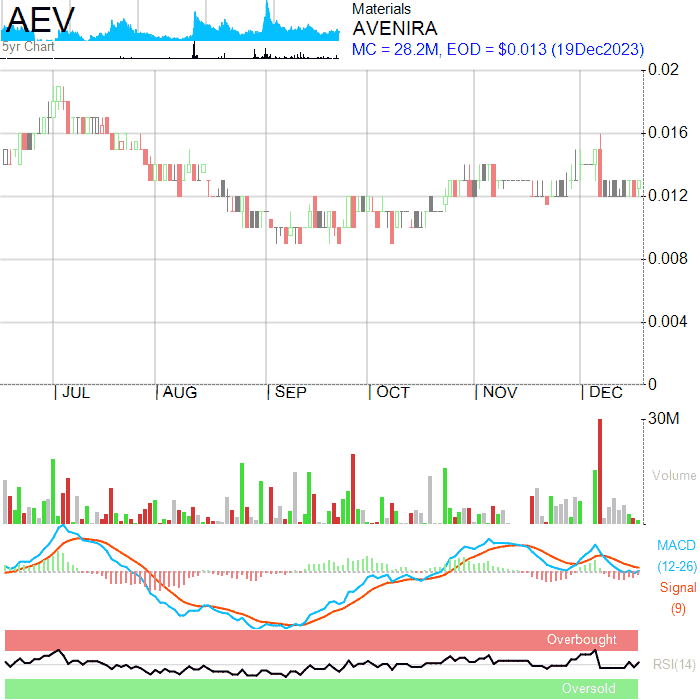 AEV
5yr Chart
Materials
AVENIRA
MC = 28.2M, EOD = $0.013 (19Dec2023)
0.02
0.016
0.012
0.008
0.004
0
JUL AUG SEP OCT NOV DEC
30M
Volume
MACD
(12-26)
Signal
(9)
Overbought
RSI(14)
Oversold